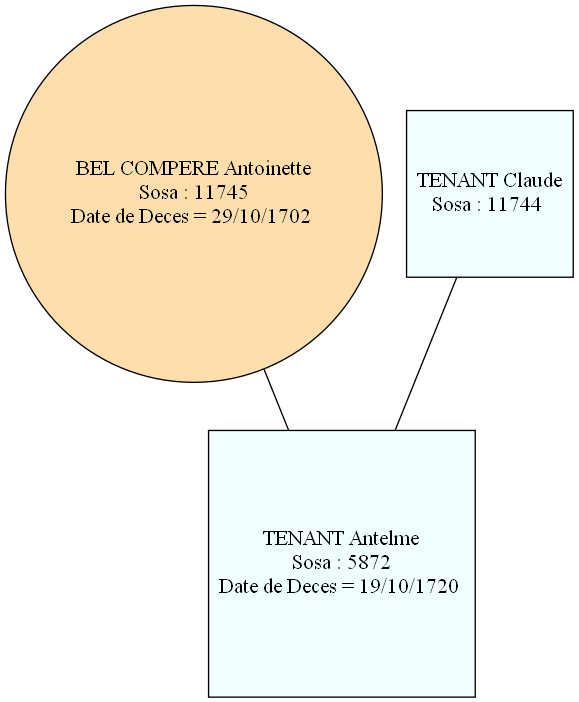 BEL COMPERE Antoinette
Sosa : 11745
Date de Deces = 29/10/1702
TENANT Claude
Sosa : 11744
TENANT Antelme
Sosa : 5872
Date de Deces = 19/10/1720